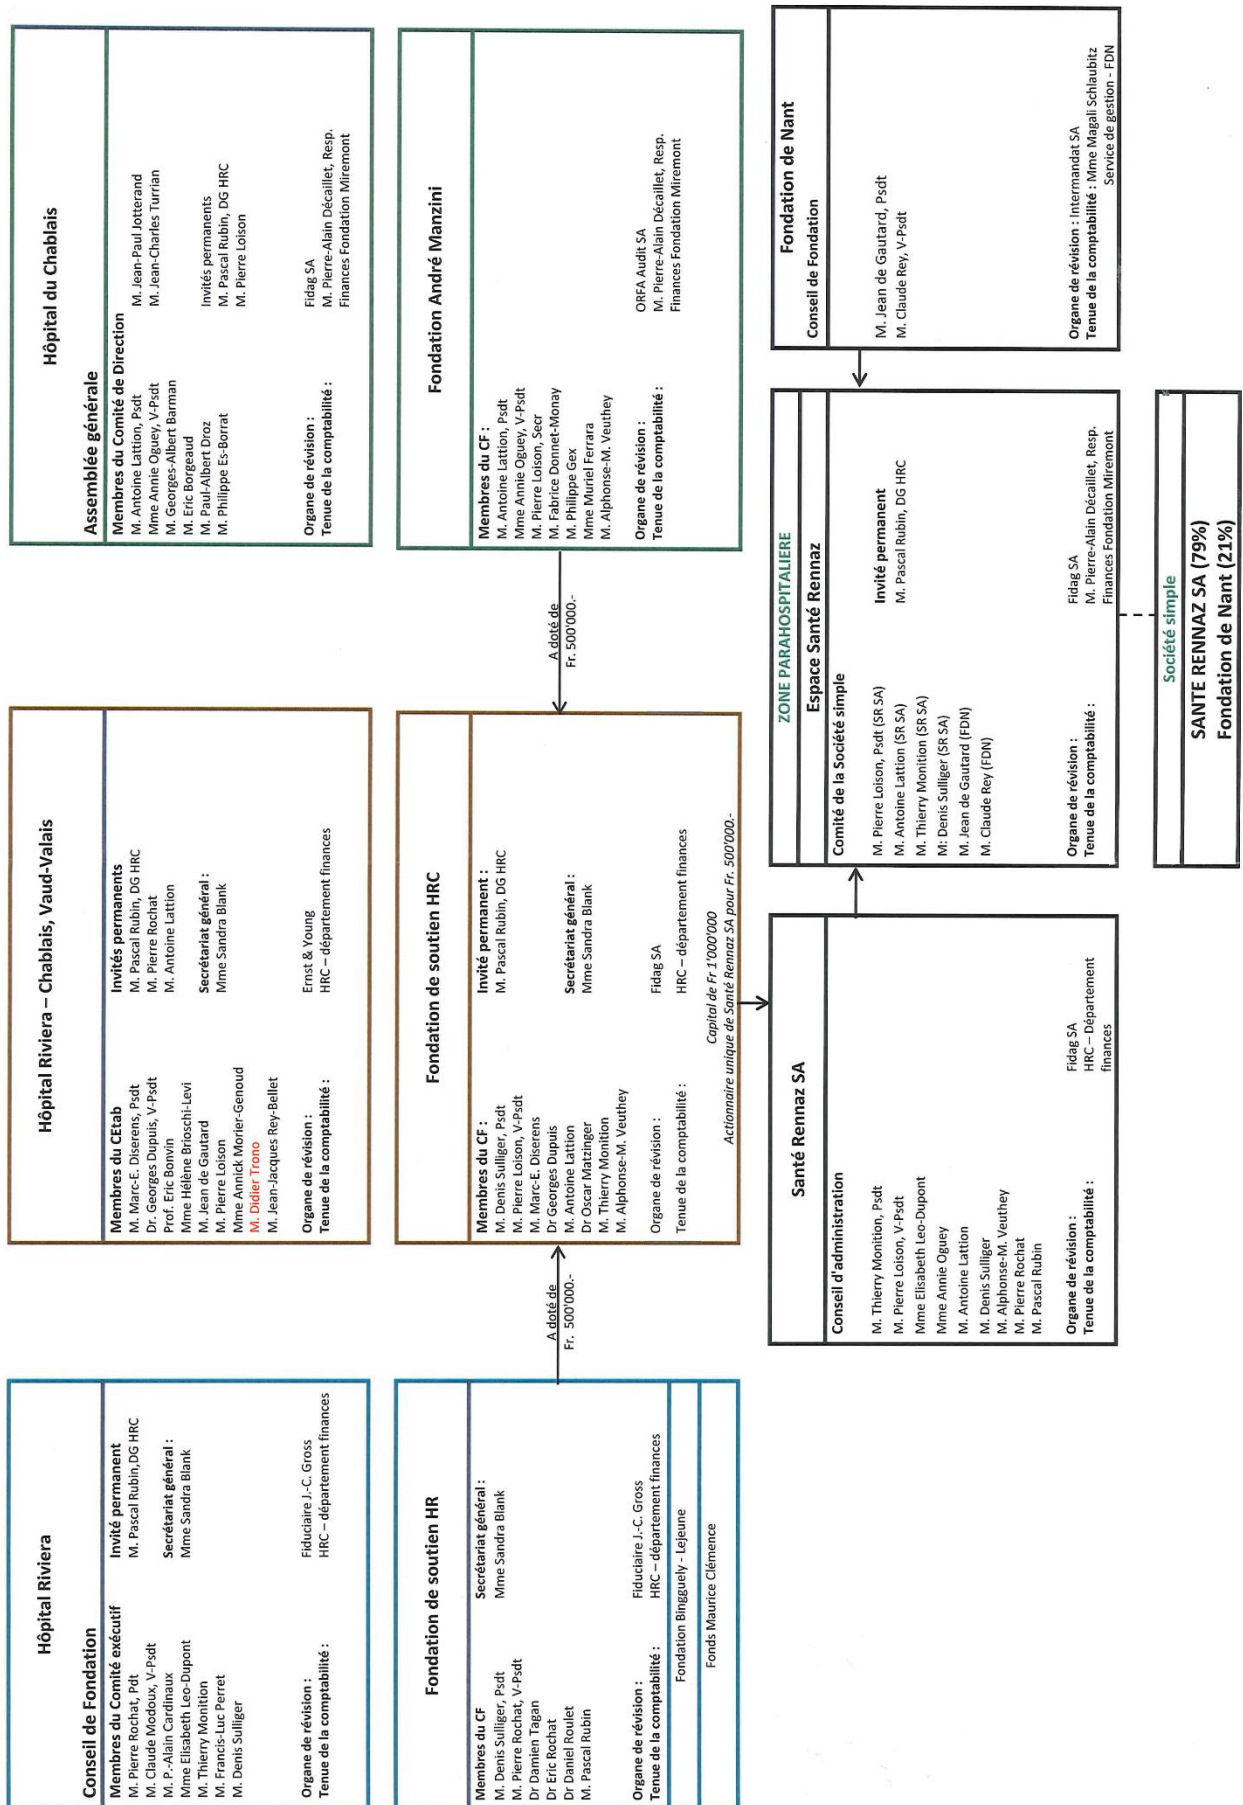 Hôpital Riviera
Conseil de Fondation
Membres du Comité exécutif
M. Pierre Rochat, Pdt
M. Claude Modoux, V-Psdt
M. P.-Alain Cardinaux
Mme Elisabeth Leo-Dupont
M. Thierry Monition
M. Francis-Luc Perret
M. Denis Sulliger
Invité permanent
M. Pascal Rubin,DG HRC
Secrétariat général :
Mme Sandra Blank
Organe de révision :
Fiduciaire J.-C. Gross
Tenue de la comptabilité :
HRC – département finances
Hôpital Riviera – Chablais, Vaud-Valais
Membres du CEtab
M. Marc-E. Diserens, Psdt
Dr. Georges Dupuis, V-Psdt
Prof. Eric Bonvin
Mme Hélène Brioschi-Levi
M. Jean de Gautard
M. Pierre Loison
Mme Annick Morier-Genoud
M. Didier Trono
M. Jean-Jacques Rey-Bellet
Invités permanents
M. Pascal Rubin, DG HRC
M. Pierre Rochat
M. Antoine Lattion
Secrétariat général :
Mme Sandra Blank
Organe de révision :
Ernst & Young
Tenue de la comptabilité :
HRC – département finances
Hôpital du Chablais
Assemblée générale
Membres du Comité de Direction
M. Antoine Lattion, Psdt
Mme Annie Oguey, V-Psdt
M. Georges-Albert Barman
M. Eric Borgeaud
M. Paul-Albert Droz
M. Philippe Es-Borrat
M. Jean-Paul Jotterand
M. Jean-Charles Turrian
Invités permanents
M. Pascal Rubin, DG HRC
M. Pierre Loison
Organe de révision :
Fidag SA
Tenue de la comptabilité :
M. Pierre-Alain Décaillet, Resp.
Finances Fondation Miremont
Fondation de soutien HR
Membres du CF
M. Denis Sulliger, Psdt
M. Pierre Rochat, V-Psdt
Dr Damien Tagan
Dr Eric Rochat
Dr Daniel Roulet
M. Pascal Rubin
Secrétariat général :
Mme Sandra Blank
Organe de révision :
Fiduciaire J.-C. Gross
Tenue de la comptabilité :
HRC – département finances
Fondation Bingguely - Lejeune
Fonds Maurice Clémence
A doté de
Fr. 500'000.-
Fondation de soutien HRC
Membres du CF :
M. Denis Sulliger, Psdt
M. Pierre Loison, V-Psdt
M. Marc-E. Diserens
Dr Georges Dupuis
M. Antoine Lattion
Dr Oscar Matzinger
M. Thierry Monition
M. Alphonse-M. Veuthey
Invité permanent :
M. Pascal Rubin, DG HRC
Secrétariat général :
Mme Sandra Blank
Organe de révision :
Fidag SA
Tenue de la comptabilité :
HRC – département finances
Capital de Fr 1'000'000
Actionnaire unique de Santé Rennaz SA pour Fr. 500'000.-
A doté de
Fr. 500'000.-
Fondation André Manzini
Membres du CF :
M. Antoine Lattion, Psdt
Mme Annie Oguey, V-Psdt
M. Pierre Loison, Secr
M. Fabrice Donnet-Monay
M. Philippe Gex
Mme Muriel Ferrara
M. Alphonse-M. Veuthey
Organe de révision :
ORFA Audit SA
Tenue de la comptabilité :
M. Pierre-Alain Décaillet, Resp.
Finances Fondation Miremont
Santé Rennaz SA
Conseil d'administration
M. Thierry Monition, Psdt
M. Pierre Loison, V-Psdt
Mme Elisabeth Leo-Dupont
Mme Annie Oguey
M. Antoine Lattion
M. Denis Sulliger
M. Alphonse-M. Veuthey
M. Pierre Rochat
M. Pascal Rubin
Organe de révision :
Fidag SA
Tenue de la comptabilité :
HRC – Département
finances
ZONE PARAHOSPITALIERE
Espace Santé Rennaz
Comité de la Société simple
M. Pierre Loison, Psdt (SR SA)
M. Antoine Lattion (SR SA)
M. Thierry Monition (SR SA)
M: Denis Sulliger (SR SA)
M. Jean de Gautard (FDN)
M. Claude Rey (FDN)
Invité permanent
M. Pascal Rubin, DG HRC
Organe de révision :
Fidag SA
Tenue de la comptabilité :
M. Pierre-Alain Décaillet, Resp.
Finances Fondation Miremont
Fondation de Nant
Conseil de Fondation
M. Jean de Gautard, Psdt
M. Claude Rey, V-Psdt
Organe de révision : Intermandat SA
Tenue de la comptabilité : Mme Magali Schlaubitz
Service de gestion - FDN
Société simple
SANTE RENNAZ SA (79%)
Fondation de Nant (21%)